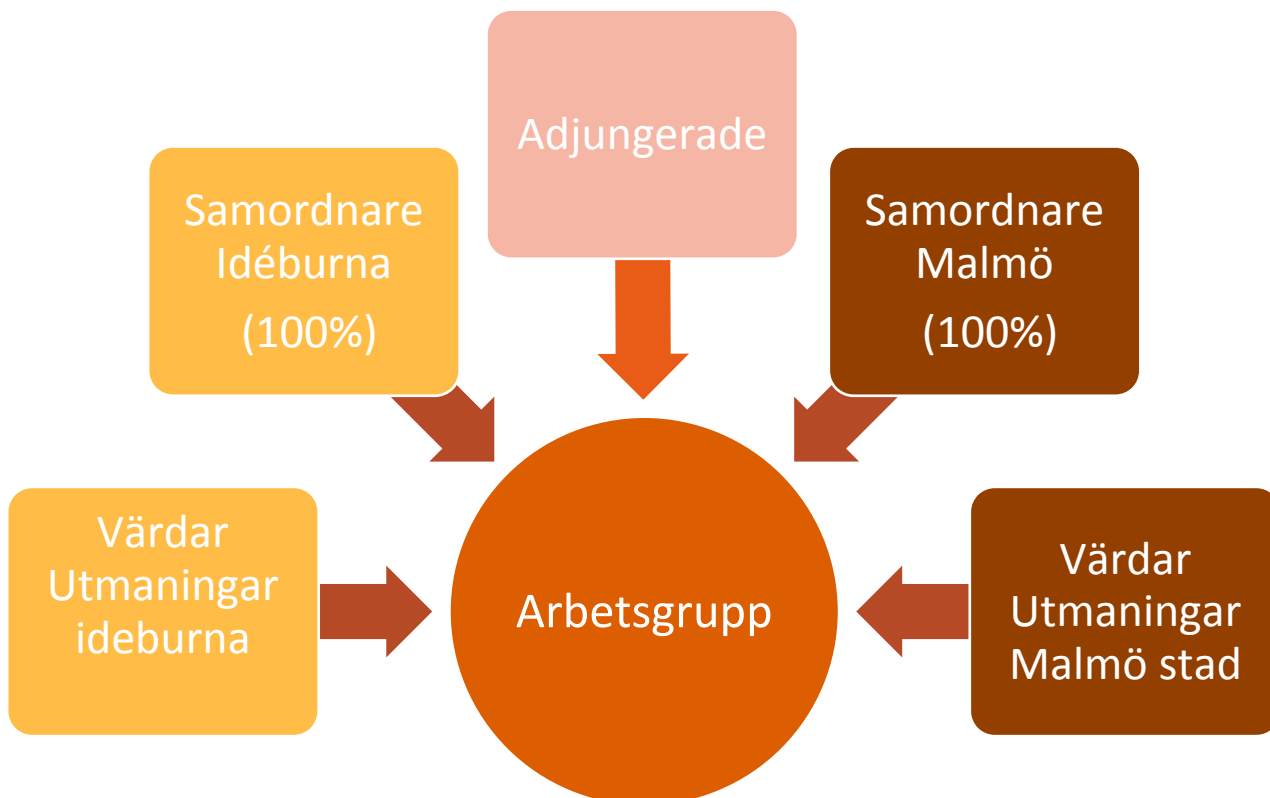 Adjungerade
Samordnare
Idéburna
(100%)
Samordnare
Malmö
(100%)
Värdar
Utmaningar
ideburna
Arbetsgrupp
Värdar
Utmaningar
Malmö stad